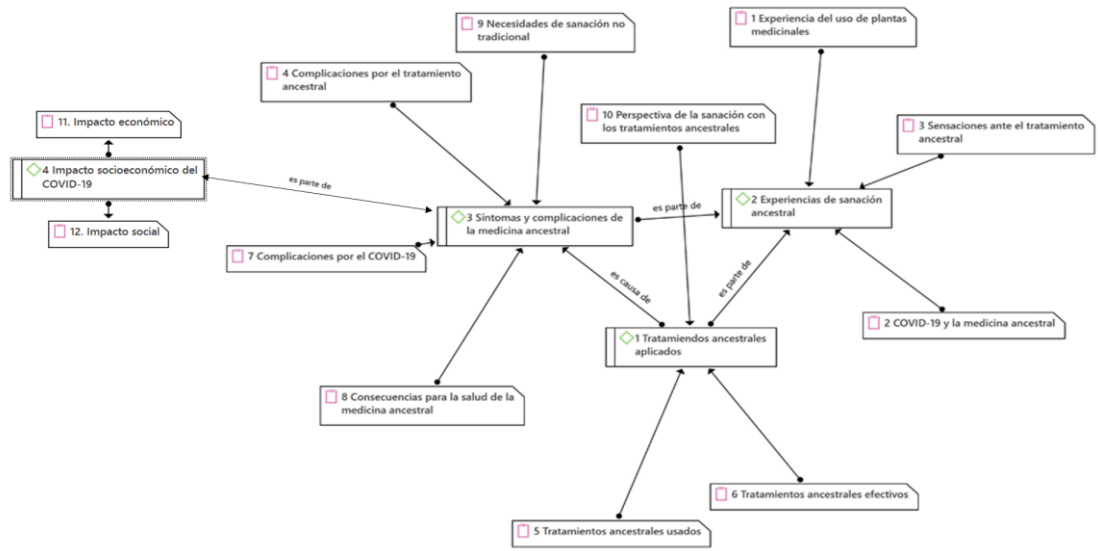 9 Necesidades de sanación no
tradicional
1 Experiencia del uso de plantas
medicinales
4 Complicaciones por el tratamiento
ancestral
10 Perspectiva de la sanación con
los tratamientos ancestrales
11. Impacto económico
3 Sensaciones ante el tratamiento
ancestral
4 Impacto socioeconómico del
COVID-19
es parte de
2 Experiencias de sanación
ancestral
es parte de
3 Síntomas y complicaciones de
la medicina ancestral
12. Impacto social
7 Complicaciones por el COVID-19
es causa de
es parte de
2 COVID-19 y la medicina ancestral
1 Tratamiendos ancestrales
aplicados
8 Consecuencias para la salud de la
medicina ancestral
6 Tratamientos ancestrales efectivos
5 Tratamientos ancestrales usados